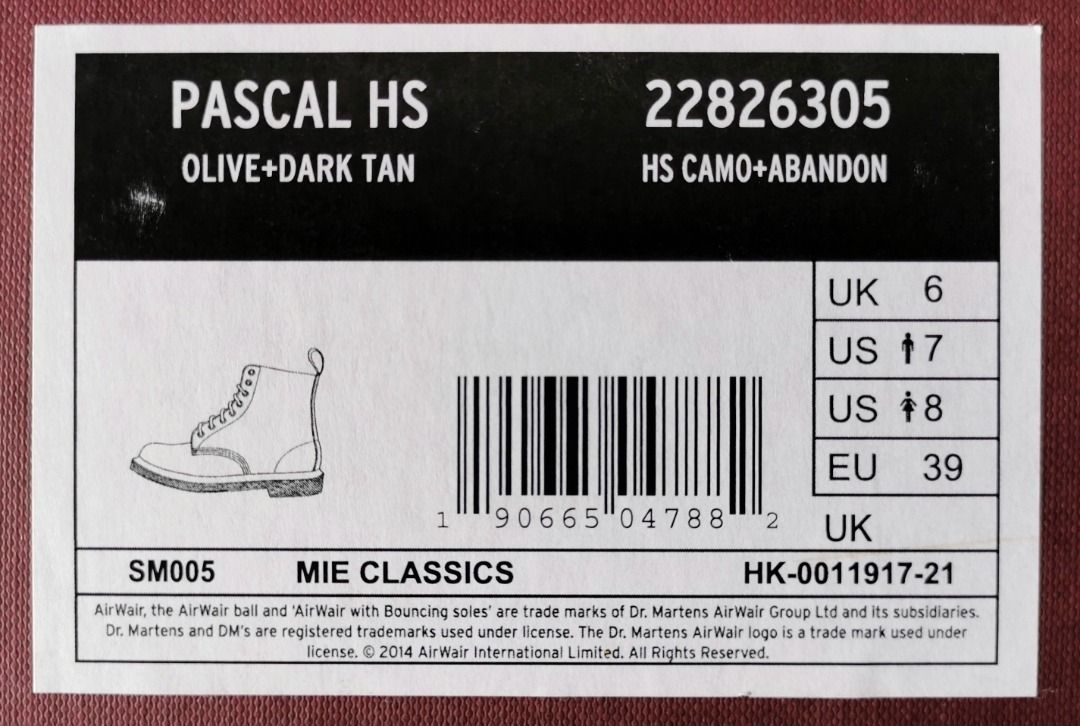 PASCAL HS 22826305
OLIVE+DARK TAN HS CAMO+ABANDON
UK 6
US 7
US 8
EU 39
1 90665 04788 2
UK
SM005 MIE CLASSICS HK-0011917-21
AirWair, the AirWair ball and 'AirWair with Bouncing soles' are trade marks of Dr. Martens AirWair Group Ltd and its subsidiaries.
Dr. Martens and DM's are registered trademarks used under license. The Dr. Martens AirWair logo is a trade mark used under
license. © 2014 AirWair International Limited. All Rights Reserved.